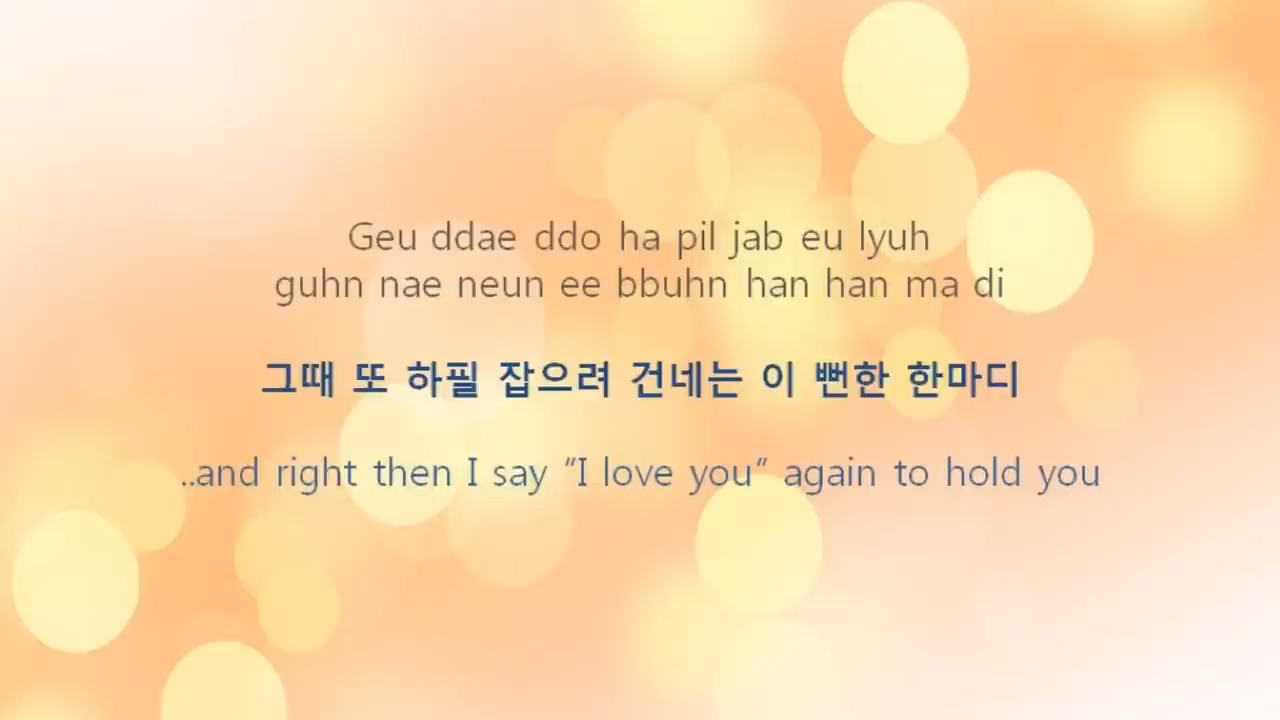 Geu ddae ddo ha pil jab eu lyuh
guhn nae neun ee bbuhn han han ma di
그때 또 하필 잡으려 건네는 이 뻔한 한마디
..and right then I say “I love you” again to hold you